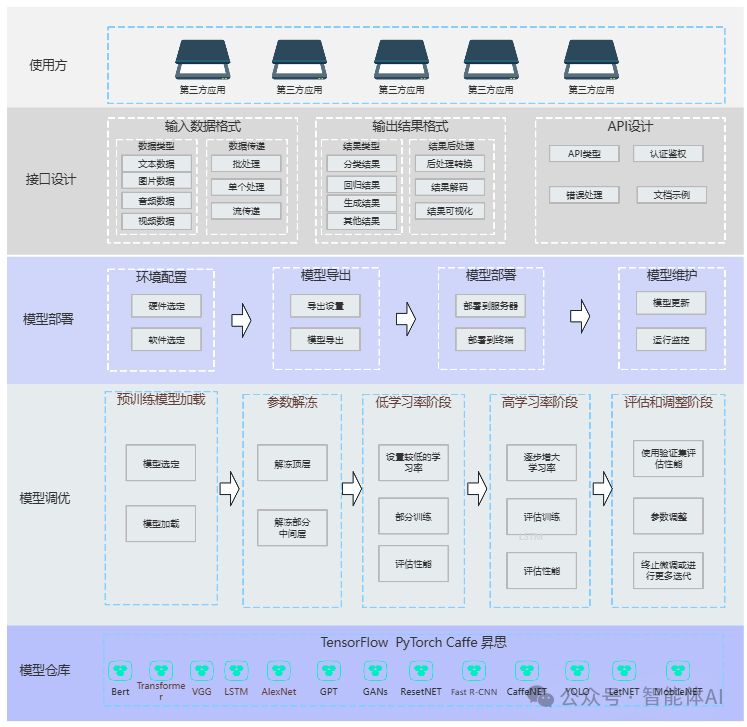 使用方
第三方应用
第三方应用
第三方应用
第三方应用
第三方应用
接口设计
输入数据格式
数据类型
文本数据
图片数据
音频数据
视频数据
数据传递
批处理
单个处理
流传递
输出结果格式
结果类型
分类结果
回归结果
生成结果
其他结果
结果后处理
后处理转换
结果解码
结果可视化
API设计
API类型
认证鉴权
错误处理
文档示例
模型部署
环境配置
硬件选定
软件选定
模型导出
导出设置
模型导出
模型部署
部署到服务器
部署到终端
模型维护
模型更新
运行监控
模型调优
预训练模型加载
模型选定
模型加载
参数解冻
解冻顶层
解冻部分
中间层
低学习率阶段
设置较低的学
习率
部分训练
评估性能
高学习率阶段
逐步增大
学习率
评估训练
LSTM
评估性能
评估和调整阶段
使用验证集评
估性能
参数调整
终止微调或进
行更多迭代
模型仓库
TensorFlow PyTorch Caffe 昇思
Bert
Transforme
r
VGG
LSTM
AlexNet
GPT
GANs
ResetNET
Fast R-CNN
CaffeNET
YOLO
LetNET
MobileNET
公众号 · 智能体AI